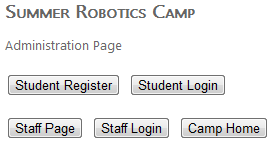 Summer Robotics Camp
Administration Page
Student Register Student Login
Staff Page Staff Login Camp Home